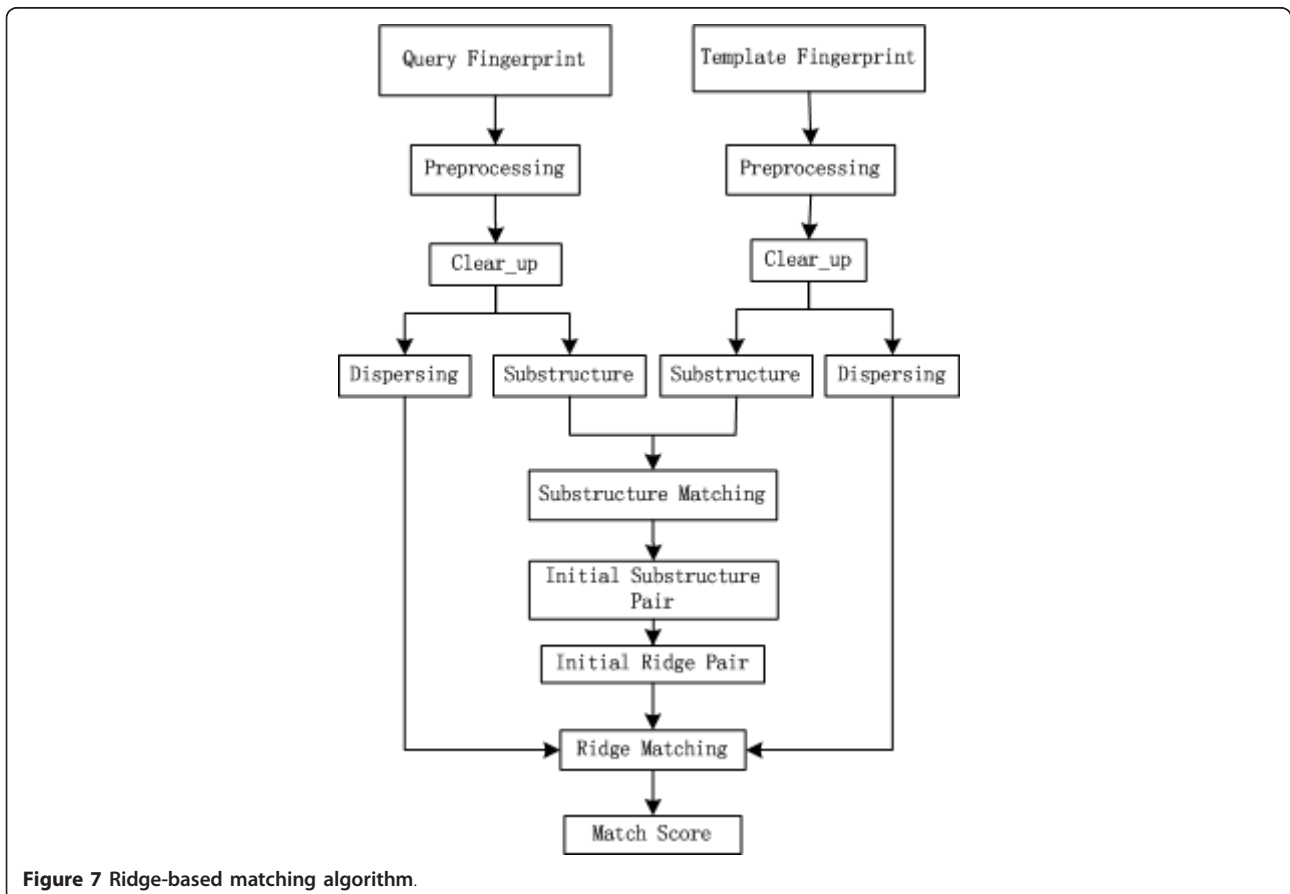 Query Fingerprint
Template Fingerprint
Preprocessing
Preprocessing
Clear_up
Clear_up
Dispersing
Substructure
Substructure
Dispersing
Substructure Matching
Initial Substructure
Pair
Initial Ridge Pair
Ridge Matching
Match Score
Figure 7 Ridge-based matching algorithm.